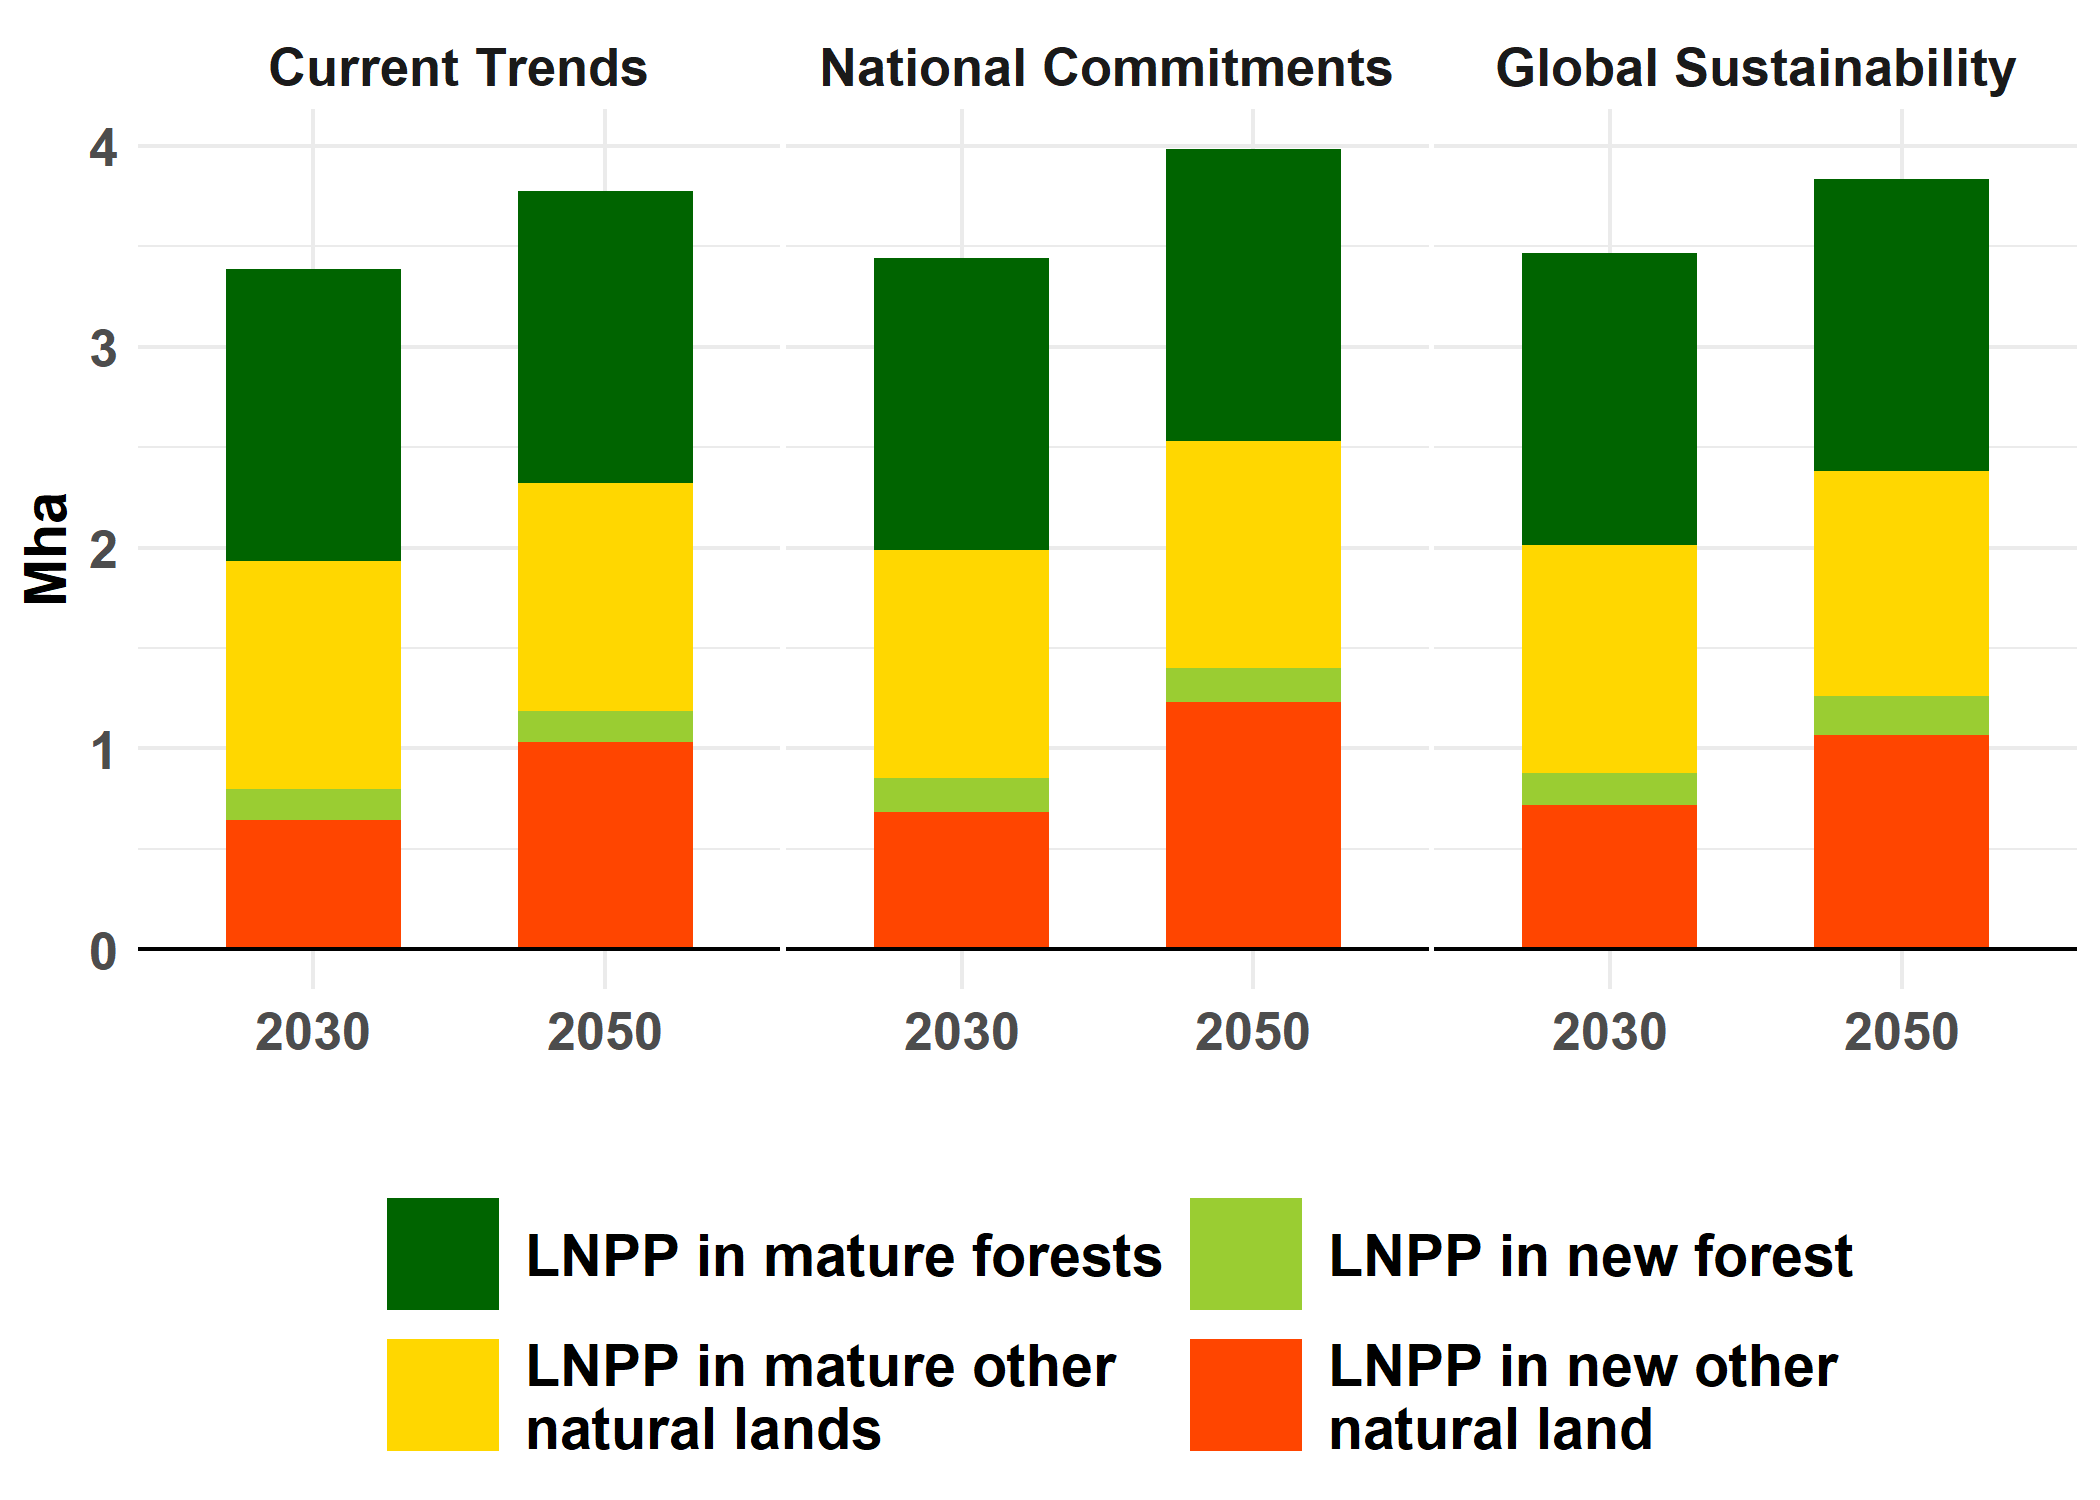 Current Trends
National Commitments
Global Sustainability
4
3
2
1
0
Mha
2030
2050
2030
2050
2030
2050
LNPP in mature forests
LNPP in new forest
LNPP in mature other
natural lands
LNPP in new other
natural land